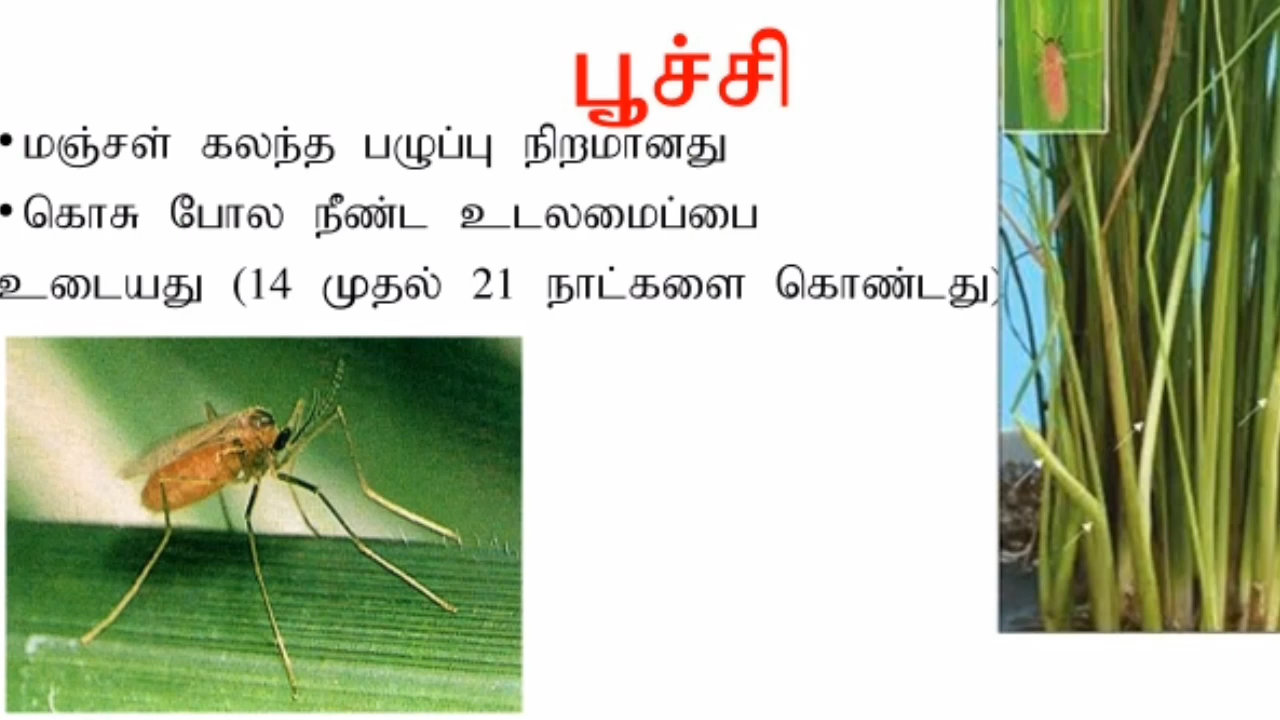 பூச்சி
•மஞ்சள் கலந்த பழுப்பு நிறமானது
•கொசு போல நீண்ட உடலமைப்பை
உடையது (14 முதல் 21 நாட்களை கொண்டது)